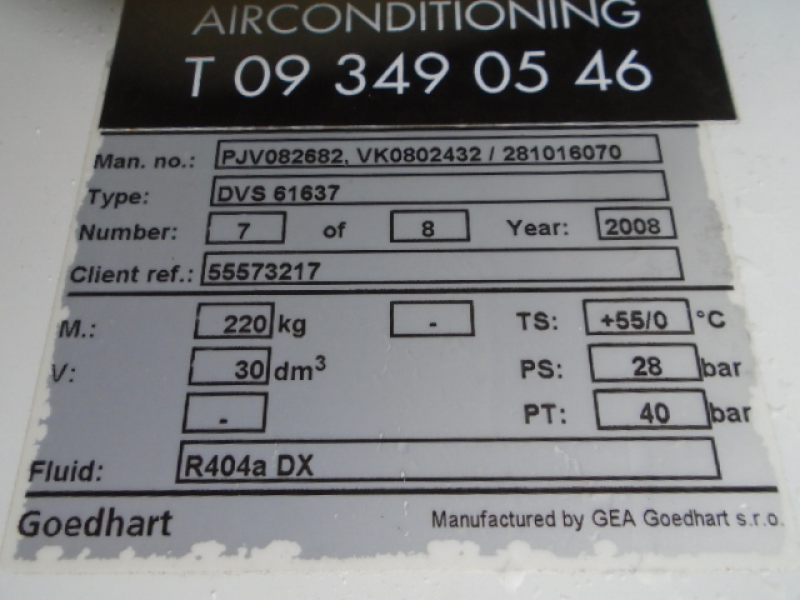 AIRCONDITIONING
T 09 349 05 46
Man. no.: PJV082682, VK0802432 / 281016070
Type: DVS 61637
Number: 7 of 8 Year: 2008
Client ref.: 55573217
M.: 220 kg - TS: +55/0 °C
V: 30 dm³ PS: 28 bar
- PT: 40 bar
Fluid: R404a DX
Goedhart Manufactured by GEA Goedhart s.r.o.